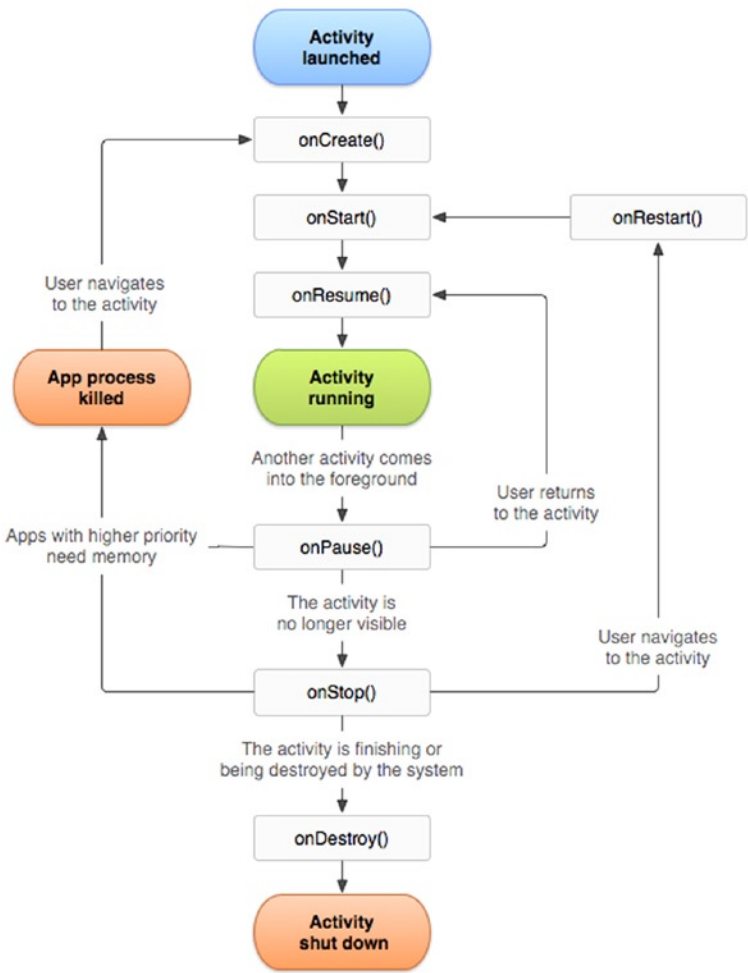 Activity
launched
onCreate()
onStart()
onRestart()
User navigates
to the activity
onResume()
App process
killed
Activity
running
Another activity comes
into the foreground
User returns
to the activity
Apps with higher priority
need memory
onPause()
The activity is
no longer visible
User navigates
to the activity
onStop()
The activity is finishing or
being destroyed by the system
onDestroy()
Activity
shut down